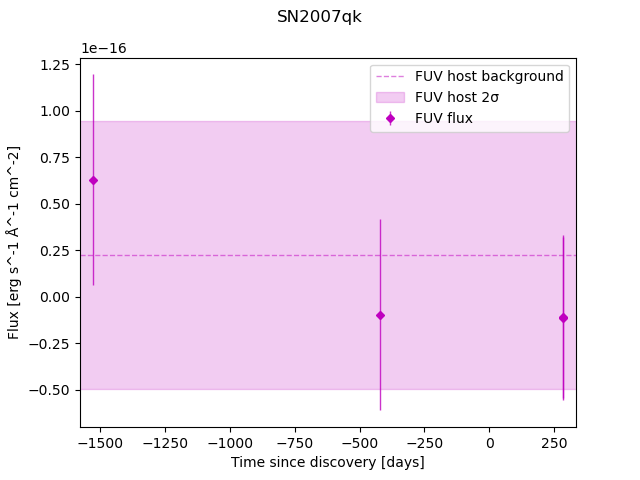 SN2007qk
1e−16
FUV host background
FUV host 2σ
FUV flux
1.25
1.00
0.75
0.50
0.25
0.00
−0.25
−0.50
Flux [erg s^-1 Å^-1 cm^-2]
−1500
−1250
−1000
−750
−500
−250
0
250
Time since discovery [days]